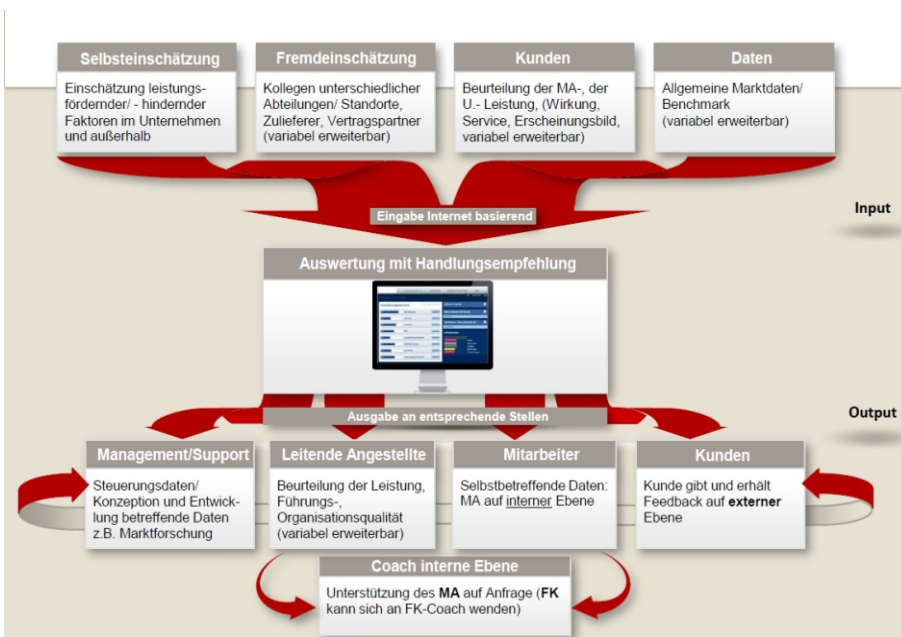 Selbsteinschätzung
Einschätzung leistungs-
fördernder/ - hindernder
Faktoren im Unternehmen
und außerhalb
Fremdeinschätzung
Kollegen unterschiedlicher
Abteilungen/ Standorte,
Zulieferer, Vertragspartner
(variabel erweiterbar)
Kunden
Beurteilung der MA-, der
U.- Leistung, (Wirkung,
Service, Erscheinungsbild,
variabel erweiterbar)
Daten
Allgemeine Marktdaten/
Benchmark
(variabel erweiterbar)
Eingabe Internet basierend
Input
Auswertung mit Handlungsempfehlung
Ausgabe an entsprechende Stellen
Output
Management/Support
Steuerungsdaten/
Konzeption und Entwick-
lung betreffende Daten
z.B. Marktforschung
Leitende Angestellte
Beurteilung der Leistung,
Führungs-,
Organisationsqualität
(variabel erweiterbar)
Mitarbeiter
Selbstbetreffende Daten:
MA auf interner Ebene
Kunden
Kunde gibt und erhält
Feedback auf externer
Ebene
Coach interne Ebene
Unterstützung des MA auf Anfrage (FK
kann sich an FK-Coach wenden)